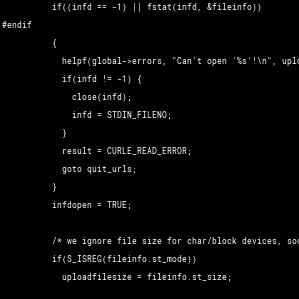 if((infd == -1) || fstat(infd, &fileinfo))
#endif
{
helpf(global->errors, "Can't open '%s'!\n", uplo
if(infd != -1) {
close(infd);
infd = STDIN_FILENO;
}
result = CURLE_READ_ERROR;
goto quit_urls;
}
infdopen = TRUE;
/* we ignore file size for char/block devices, soc
if(S_ISREG(fileinfo.st_mode))
uploadfilesize = fileinfo.st_size;